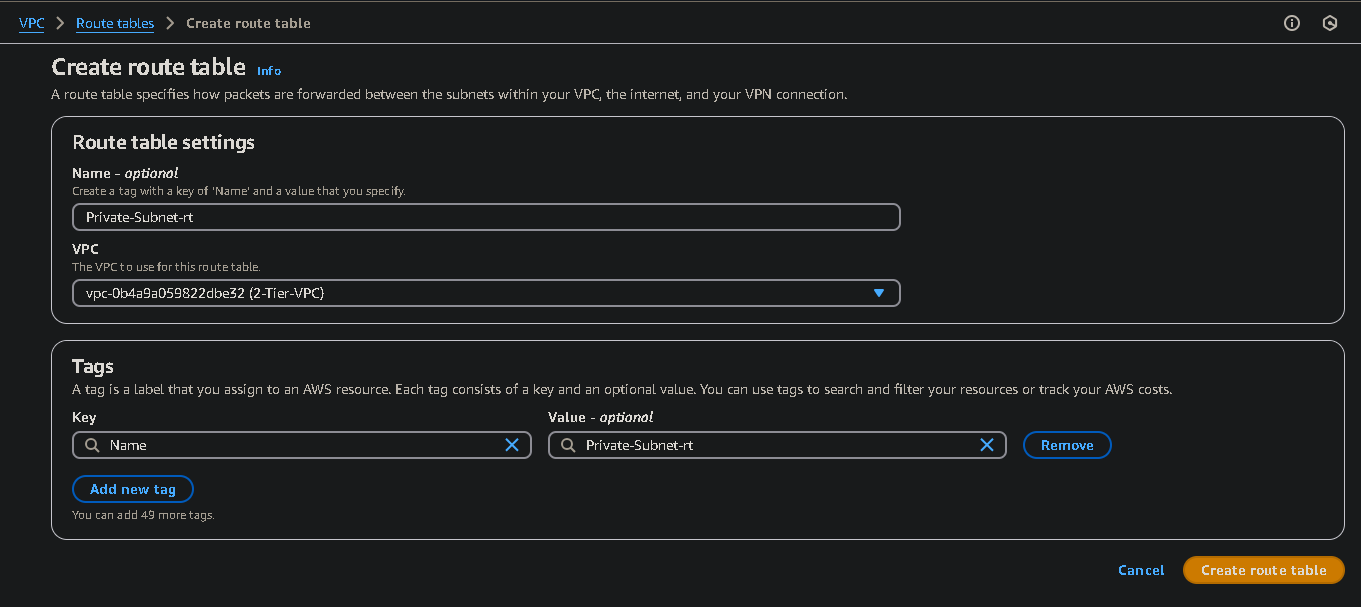 VPC > Route tables > Create route table
Create route table Info
A route table specifies how packets are forwarded between the subnets within your VPC, the internet, and your VPN connection.
Route table settings
Name - optional
Create a tag with a key of 'Name' and a value that you specify.
Private-Subnet-rt
VPC
The VPC to use for this route table.
vpc-0b4a9a059822dbe32 (2-Tier-VPC)
Tags
A tag is a label that you assign to an AWS resource. Each tag consists of a key and an optional value. You can use tags to search and filter your resources or track your AWS costs.
Key Value - optional
Name Private-Subnet-rt Remove
Add new tag
You can add 49 more tags.
Cancel Create route table